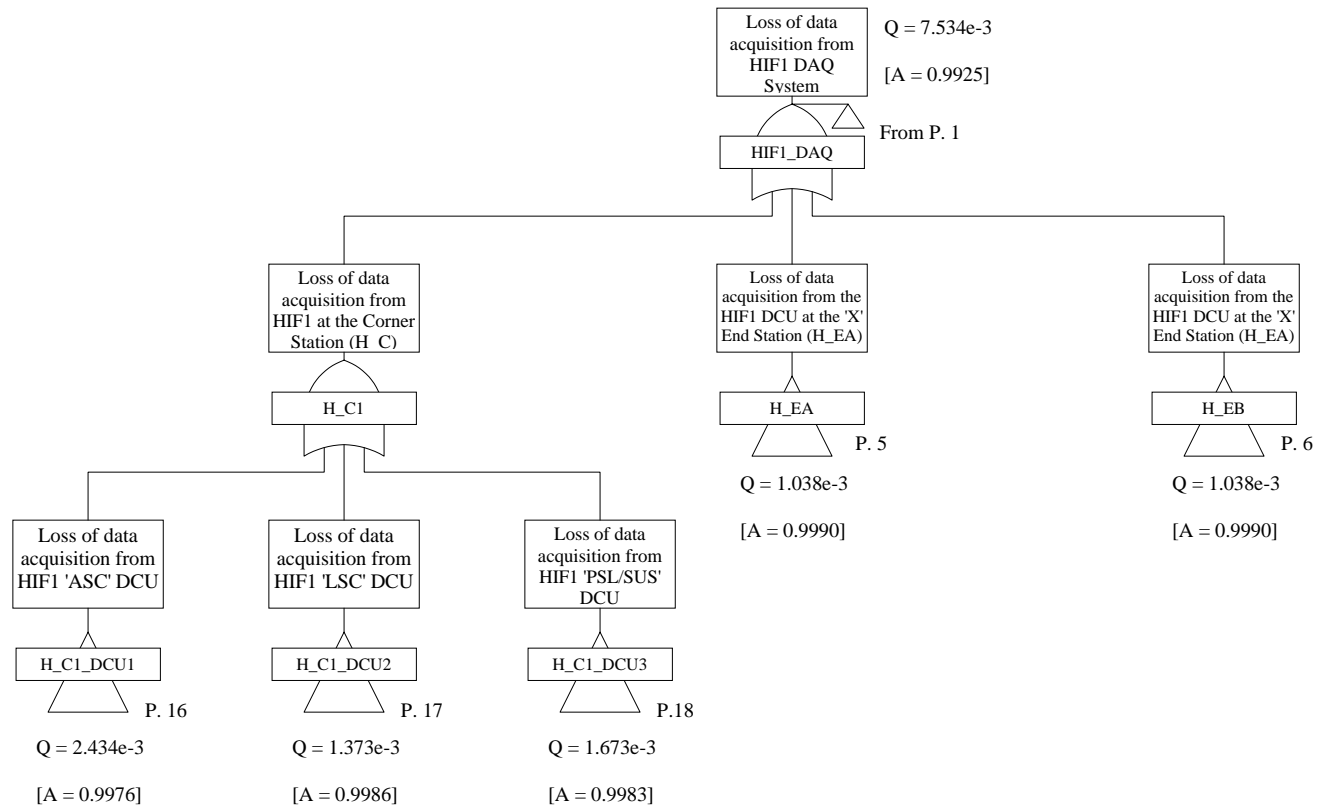 Loss of data
acquisition from
HIF1 DAQ
System
Q = 7.534e-3
[A = 0.9925]
From P. 1
HIF1_DAQ
Loss of data
acquisition from
HIF1 at the Corner
Station (H_C)
Loss of data
acquisition from the
HIF1 DCU at the 'X'
End Station (H_EA)
Loss of data
acquisition from the
HIF1 DCU at the 'X'
End Station (H_EA)
H_C1
H_EA
P. 5
Q = 1.038e-3
[A = 0.9990]
H_EB
P. 6
Q = 1.038e-3
[A = 0.9990]
Loss of data
acquisition from
HIF1 'ASC' DCU
Loss of data
acquisition from
HIF1 'LSC' DCU
Loss of data
acquisition from
HIF1 'PSL/SUS'
DCU
H_C1_DCU1
P. 16
Q = 2.434e-3
[A = 0.9976]
H_C1_DCU2
P. 17
Q = 1.373e-3
[A = 0.9986]
H_C1_DCU3
P.18
Q = 1.673e-3
[A = 0.9983]